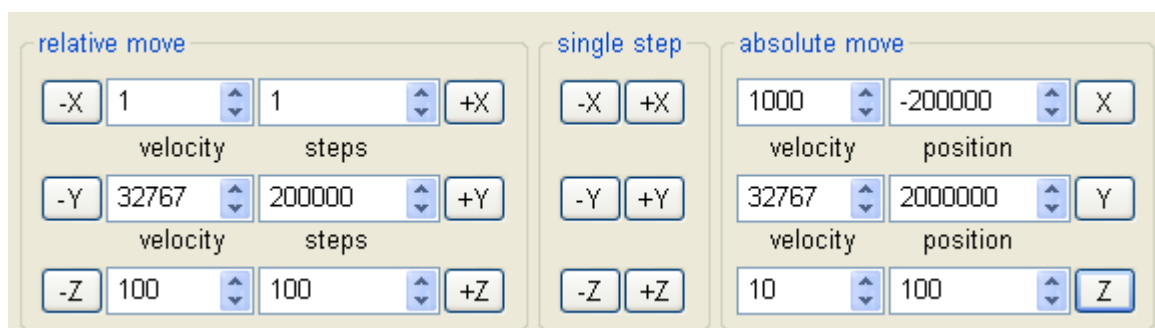 relative move single step absolute move
-X 1 1 +X -X +X 1000 -200000 X
velocity steps velocity position
-Y 32767 200000 +Y -Y +Y 32767 2000000 Y
velocity steps velocity position
-Z 100 100 +Z -Z +Z 10 100 Z